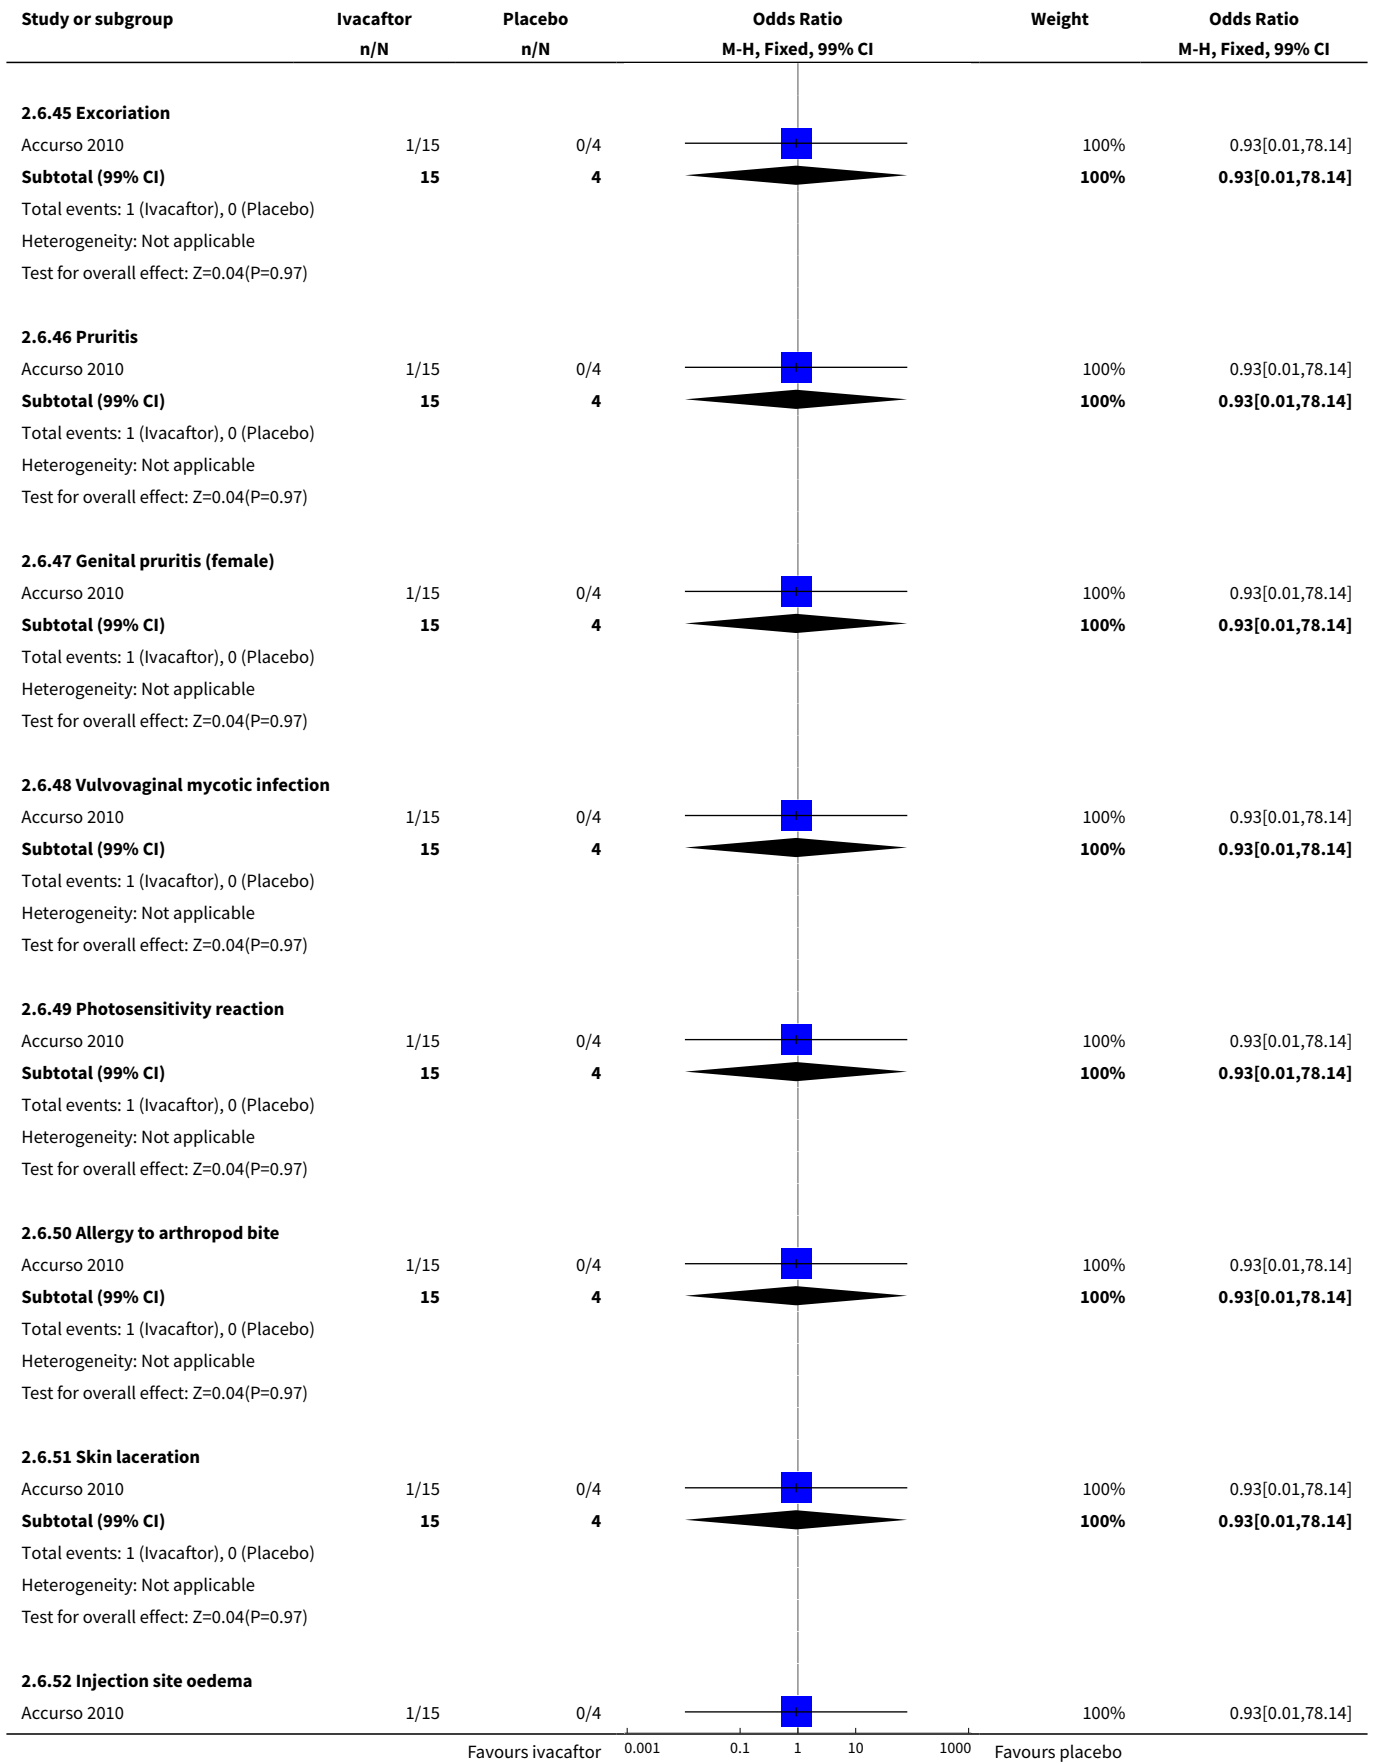 Study or subgroup Ivacaftor Placebo Odds Ratio Weight Odds Ratio
n/N n/N M-H, Fixed, 99% CI M-H, Fixed, 99% CI
2.6.45 Excoriation
Accurso 2010 1/15 0/4 100% 0.93[0.01,78.14]
Subtotal (99% CI) 15 4 100% 0.93[0.01,78.14]
Total events: 1 (Ivacaftor), 0 (Placebo)
Heterogeneity: Not applicable
Test for overall effect: Z=0.04(P=0.97)
2.6.46 Pruritis
Accurso 2010 1/15 0/4 100% 0.93[0.01,78.14]
Subtotal (99% CI) 15 4 100% 0.93[0.01,78.14]
Total events: 1 (Ivacaftor), 0 (Placebo)
Heterogeneity: Not applicable
Test for overall effect: Z=0.04(P=0.97)
2.6.47 Genital pruritis (female)
Accurso 2010 1/15 0/4 100% 0.93[0.01,78.14]
Subtotal (99% CI) 15 4 100% 0.93[0.01,78.14]
Total events: 1 (Ivacaftor), 0 (Placebo)
Heterogeneity: Not applicable
Test for overall effect: Z=0.04(P=0.97)
2.6.48 Vulvovaginal mycotic infection
Accurso 2010 1/15 0/4 100% 0.93[0.01,78.14]
Subtotal (99% CI) 15 4 100% 0.93[0.01,78.14]
Total events: 1 (Ivacaftor), 0 (Placebo)
Heterogeneity: Not applicable
Test for overall effect: Z=0.04(P=0.97)
2.6.49 Photosensitivity reaction
Accurso 2010 1/15 0/4 100% 0.93[0.01,78.14]
Subtotal (99% CI) 15 4 100% 0.93[0.01,78.14]
Total events: 1 (Ivacaftor), 0 (Placebo)
Heterogeneity: Not applicable
Test for overall effect: Z=0.04(P=0.97)
2.6.50 Allergy to arthropod bite
Accurso 2010 1/15 0/4 100% 0.93[0.01,78.14]
Subtotal (99% CI) 15 4 100% 0.93[0.01,78.14]
Total events: 1 (Ivacaftor), 0 (Placebo)
Heterogeneity: Not applicable
Test for overall effect: Z=0.04(P=0.97)
2.6.51 Skin laceration
Accurso 2010 1/15 0/4 100% 0.93[0.01,78.14]
Subtotal (99% CI) 15 4 100% 0.93[0.01,78.14]
Total events: 1 (Ivacaftor), 0 (Placebo)
Heterogeneity: Not applicable
Test for overall effect: Z=0.04(P=0.97)
2.6.52 Injection site oedema
Accurso 2010 1/15 0/4 100% 0.93[0.01,78.14]
Favours ivacaftor 0.001 0.1 1 10 1000 Favours placebo